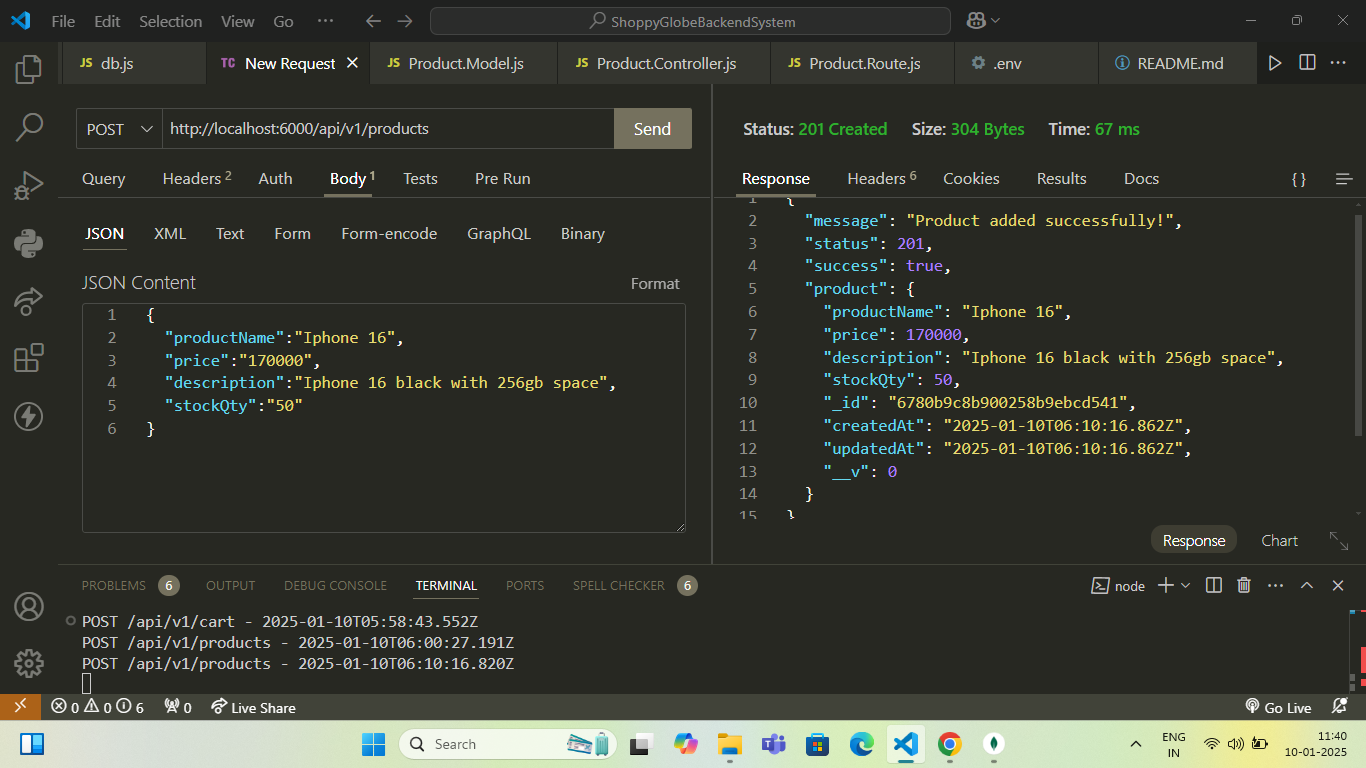 File Edit Selection View Go ··· ShoppyGlobeBackendSystem
JS db.js TC New Request JS Product.Model.js JS Product.Controller.js JS Product.Route.js .env README.md
POST http://localhost:6000/api/v1/products Send
Query Headers 2 Auth Body 1 Tests Pre Run
JSON XML Text Form Form-encode GraphQL Binary
JSON Content Format
1 {
2 "productName":"Iphone 16",
3 "price":"170000",
4 "description":"Iphone 16 black with 256gb space",
5 "stockQty":"50"
6 }
Status: 201 Created Size: 304 Bytes Time: 67 ms
Response Headers 6 Cookies Results Docs { }
1 {
2 "message": "Product added successfully!",
3 "status": 201,
4 "success": true,
5 "product": {
6 "productName": "Iphone 16",
7 "price": 170000,
8 "description": "Iphone 16 black with 256gb space",
9 "stockQty": 50,
10 "_id": "6780b9c8b900258b9ebcd541",
11 "createdAt": "2025-01-10T06:10:16.862Z",
12 "updatedAt": "2025-01-10T06:10:16.862Z",
13 "__v": 0
14 }
15 }
Response Chart
PROBLEMS 6 OUTPUT DEBUG CONSOLE TERMINAL PORTS SPELL CHECKER 6 node
POST /api/v1/cart - 2025-01-10T05:58:43.552Z
POST /api/v1/products - 2025-01-10T06:00:27.191Z
POST /api/v1/products - 2025-01-10T06:10:16.820Z
0 0 6 0 Live Share Go Live
Search ENG IN 11:40 10-01-2025